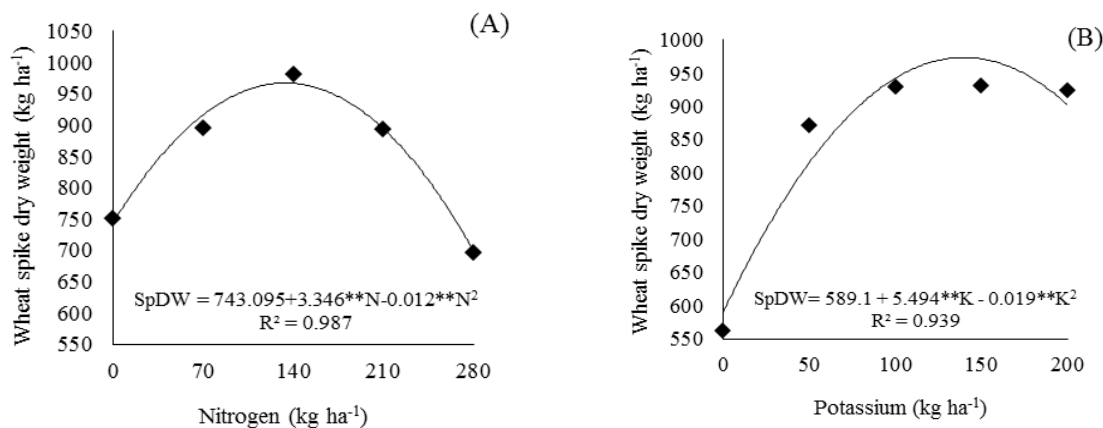 (A)
Wheat spike dry weight (kg ha⁻¹)
1050
1000
950
900
850
800
750
700
650
600
550
SpDW = 743.095+3.346**N-0.012**N²
R² = 0.987
0 70 140 210 280
Nitrogen (kg ha⁻¹)
(B)
Wheat spike dry weight (kg ha⁻¹)
1000
950
900
850
800
750
700
650
600
550
SpDW= 589.1 + 5.494**K - 0.019**K²
R² = 0.939
0 50 100 150 200
Potassium (kg ha⁻¹)